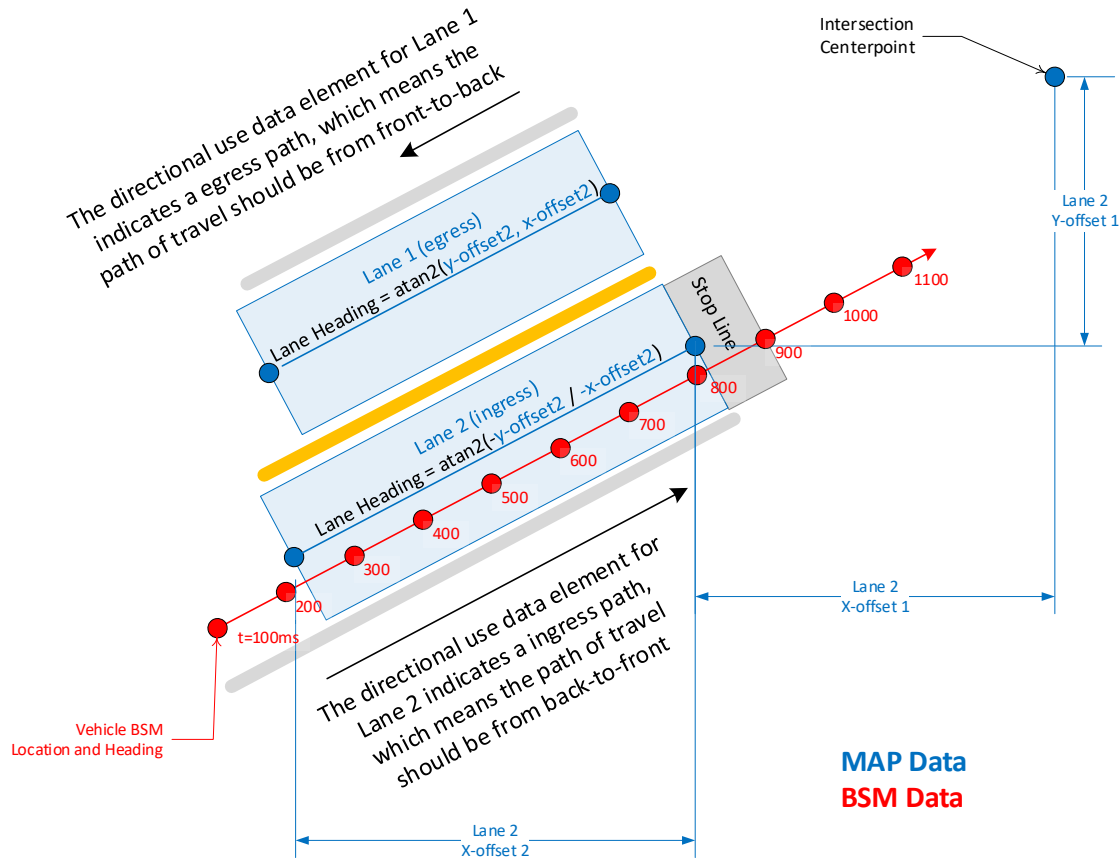 Intersection
Centerpoint
The directional use data element for Lane 1
indicates a egress path, which means the
path of travel should be from front-to-back
Lane 1 (egress)
Lane Heading = atan2(y-offset2, x-offset2)
Lane 2
Y-offset 1
Stop Line
Lane 2 (ingress)
Lane Heading = atan2(-y-offset2 / -x-offset2)
1100
1000
900
800
700
600
500
400
300
200
t=100ms
Lane 2
X-offset 1
The directional use data element for
Lane 2 indicates a ingress path,
which means the path of travel
should be from back-to-front
Vehicle BSM
Location and Heading
MAP Data
BSM Data
Lane 2
X-offset 2